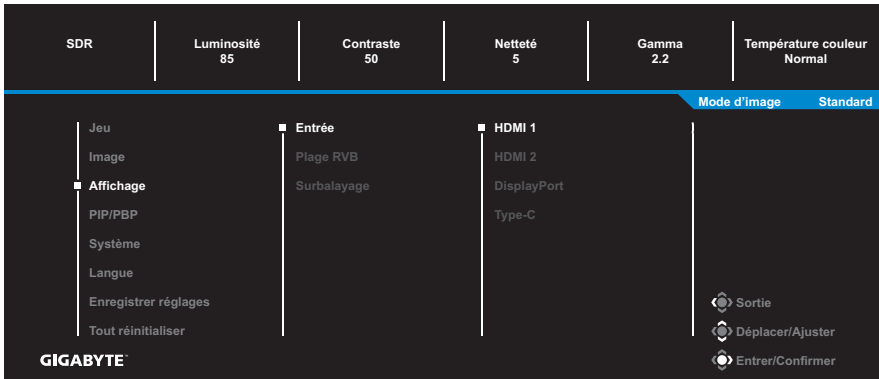 SDR
Luminosité
85
Contraste
50
Netteté
5
Gamma
2.2
Température couleur
Normal
Mode d'image Standard
Jeu
Image
Affichage
PIP/PBP
Système
Langue
Enregistrer réglages
Tout réinitialiser
Entrée
Plage RVB
Surbalayage
HDMI 1
HDMI 2
DisplayPort
Type-C
Sortie
Déplacer/Ajuster
Entrer/Confirmer
GIGABYTE™